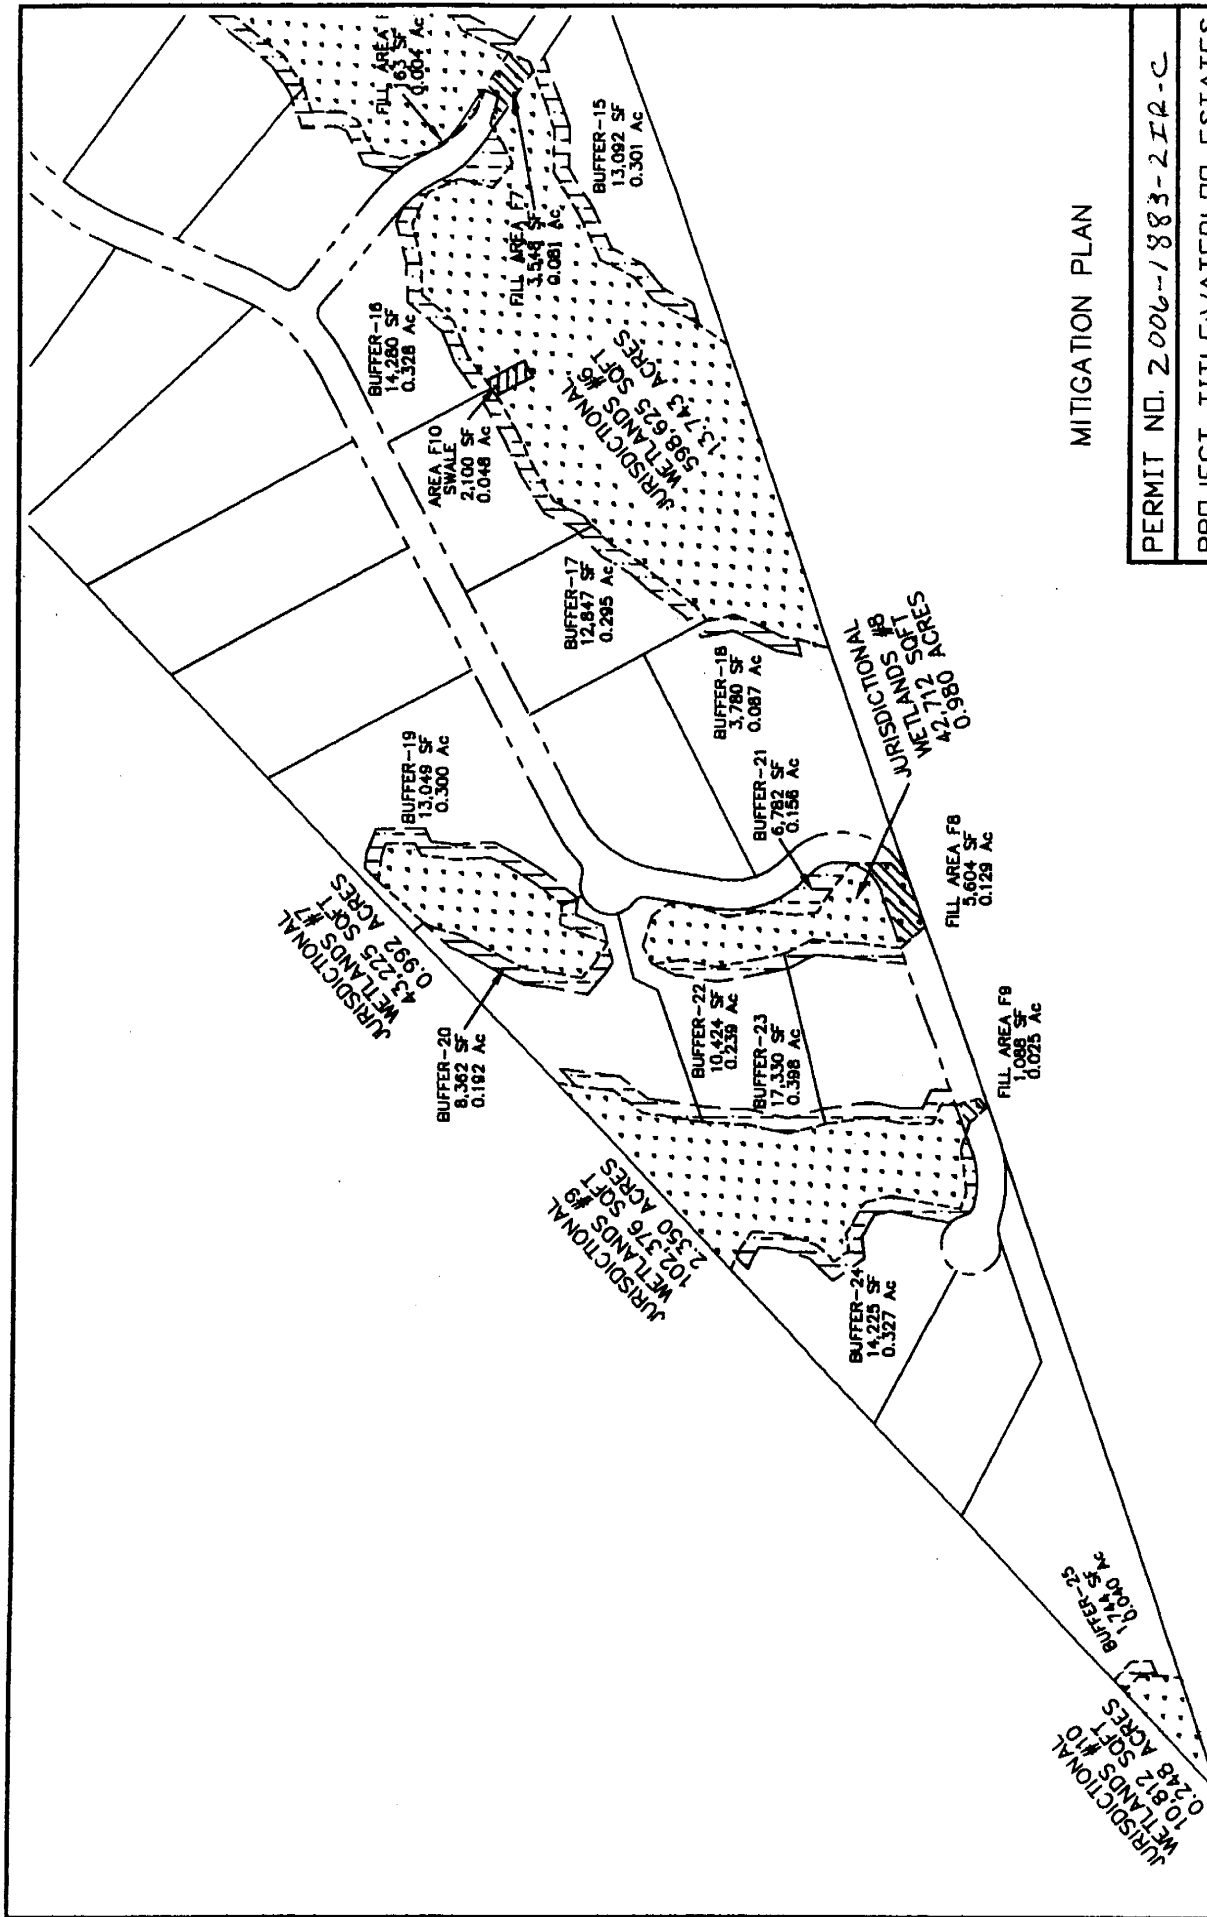 FILL AREA
163 SF
0.004 Ac
BUFFER-15
13,092 SF
0.301 Ac
FILL AREA F7
3,548 SF
0.081 Ac
BUFFER-16
14,280 SF
0.328 Ac
AREA F10
SWALE
2,100 SF
0.048 Ac
JURISDICTIONAL
WETLANDS #6
598,625 SQFT
13.743 ACRES
BUFFER-17
12,847 SF
0.295 Ac
BUFFER-18
3,780 SF
0.087 Ac
JURISDICTIONAL
WETLANDS #8
42,712 SQFT
0.980 ACRES
BUFFER-19
13,049 SF
0.300 Ac
BUFFER-21
6,782 SF
0.156 Ac
FILL AREA F8
5,604 SF
0.129 Ac
JURISDICTIONAL
WETLANDS #7
43,225 SQFT
0.992 ACRES
BUFFER-20
8,362 SF
0.192 Ac
BUFFER-22
10,424 SF
0.239 Ac
BUFFER-23
17,330 SF
0.398 Ac
FILL AREA F9
1,088 SF
0.025 Ac
JURISDICTIONAL
WETLANDS #9
102,376 SQFT
2.350 ACRES
BUFFER-24
14,225 SF
0.327 Ac
BUFFER-25
1,744 SF
0.040 Ac
JURISDICTIONAL
WETLANDS #10
10,812 SQFT
0.248 ACRES
MITIGATION PLAN
PERMIT NO. 2006-1883-2IR-C